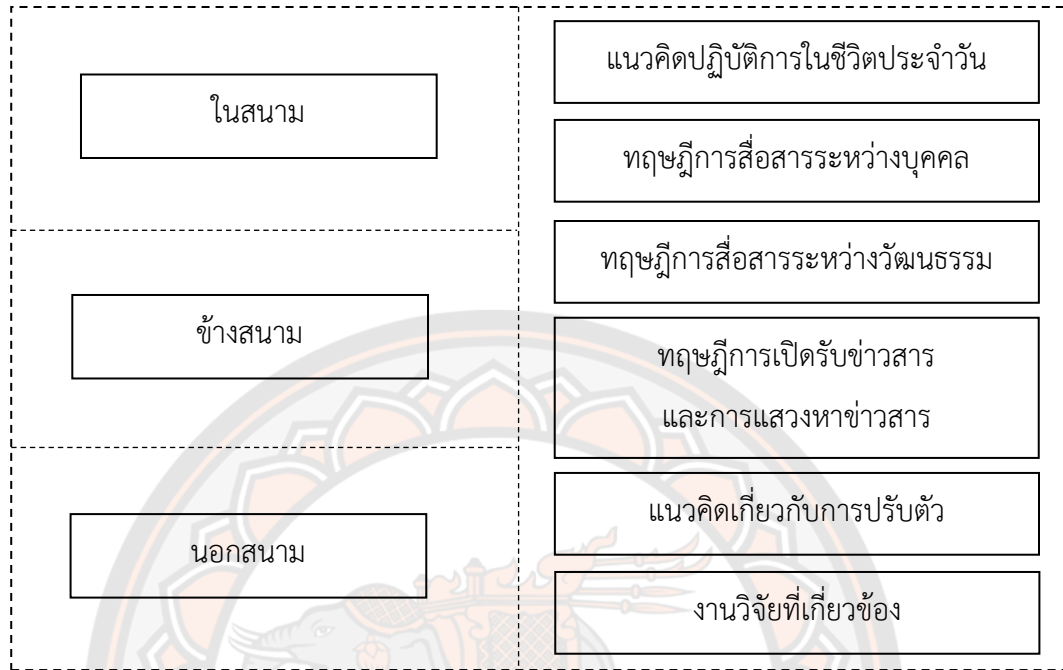 ในสนาม
ข้างสนาม
นอกสนาม
แนวคิดปฏิบัติการในชีวิตประจำวัน
ทฤษฎีการสื่อสารระหว่างบุคคล
ทฤษฎีการสื่อสารระหว่างวัฒนธรรม
ทฤษฎีการเปิดรับข่าวสาร
และการแสวงหาข่าวสาร
แนวคิดเกี่ยวกับการปรับตัว
งานวิจัยที่เกี่ยวข้อง